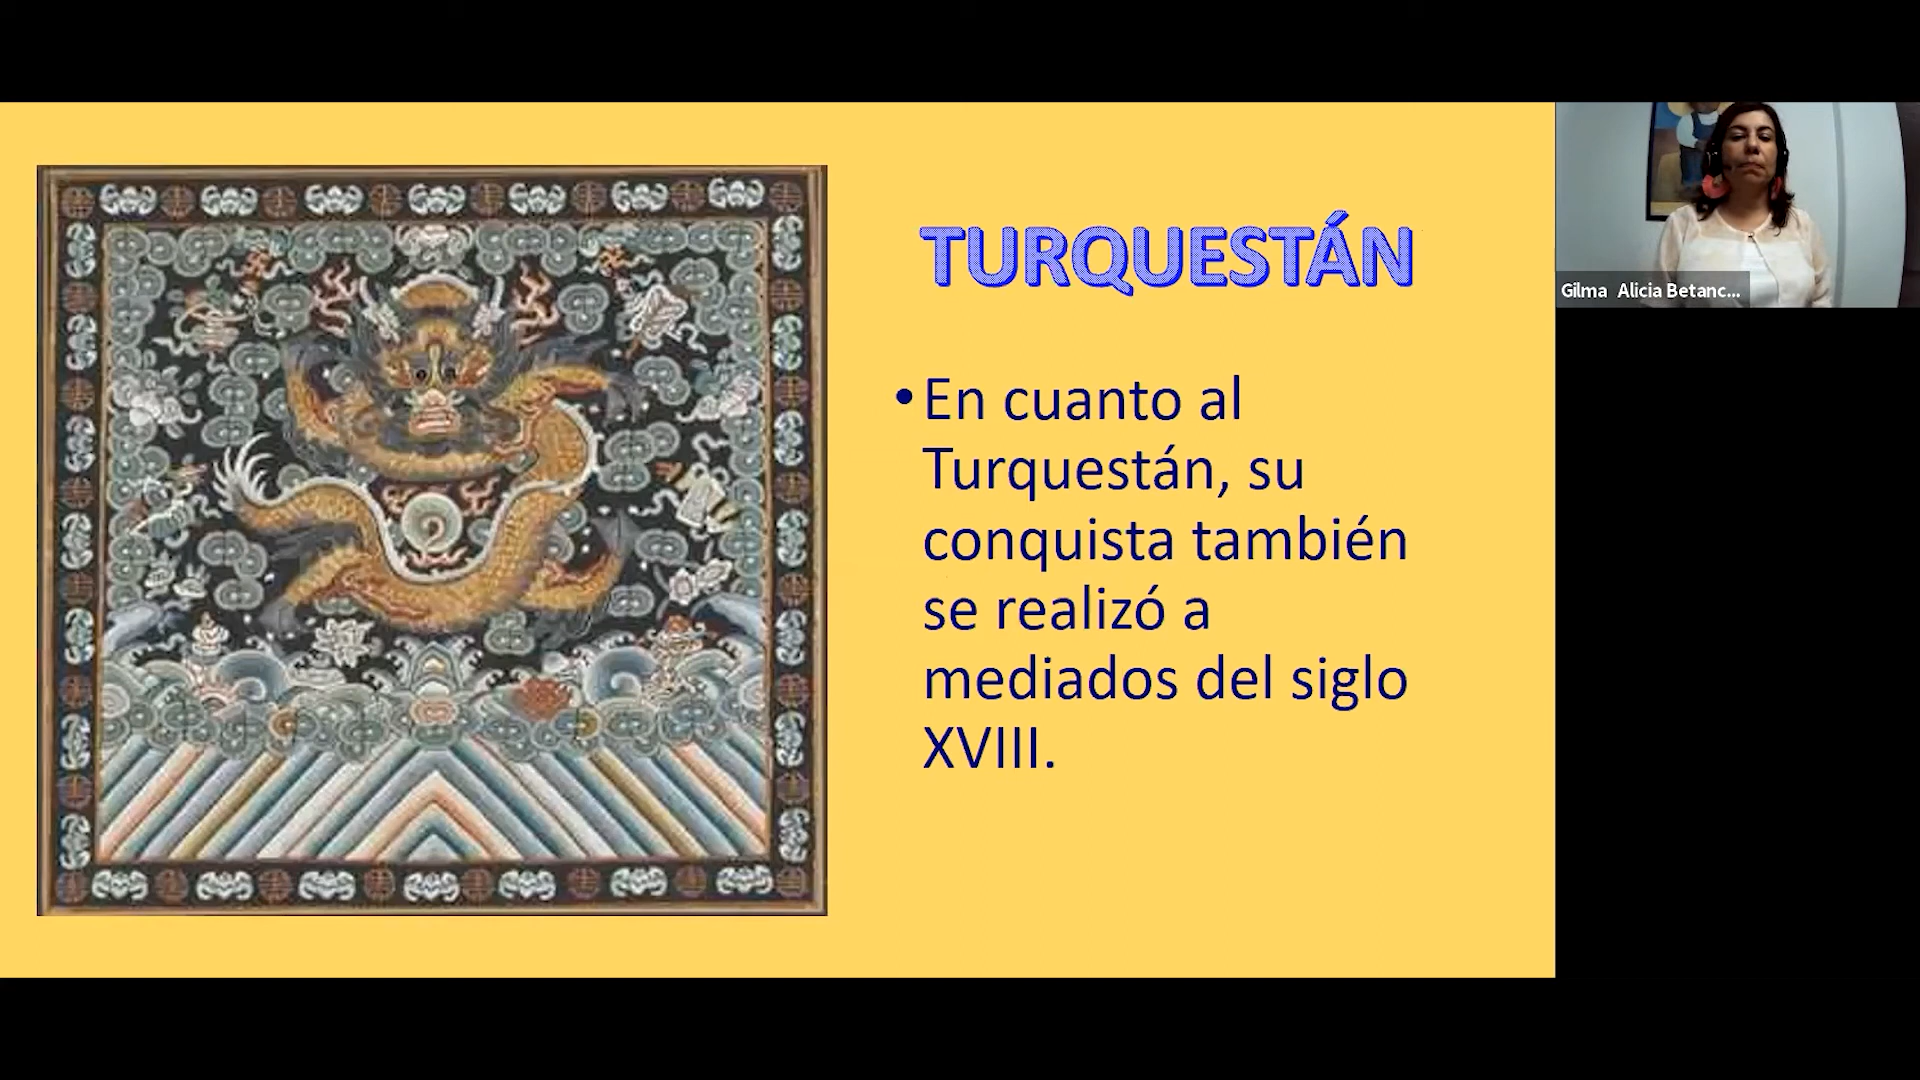 TURQUESTÁN
• En cuanto al
Turquestán, su
conquista también
se realizó a
mediados del siglo
XVIII.
Gilma Alicia Betanc...